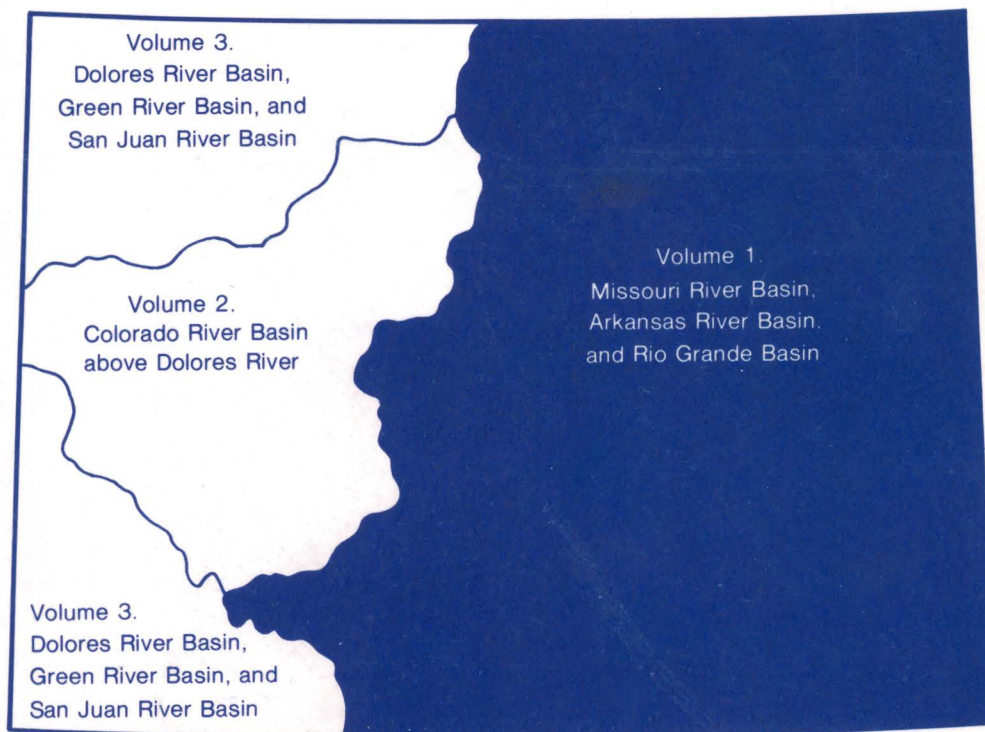 Volume 3.
Dolores River Basin,
Green River Basin, and
San Juan River Basin
Volume 1.
Missouri River Basin,
Arkansas River Basin.
and Rio Grande Basin
Volume 2.
Colorado River Basin
above Dolores River
Volume 3.
Dolores River Basin,
Green River Basin, and
San Juan River Basin